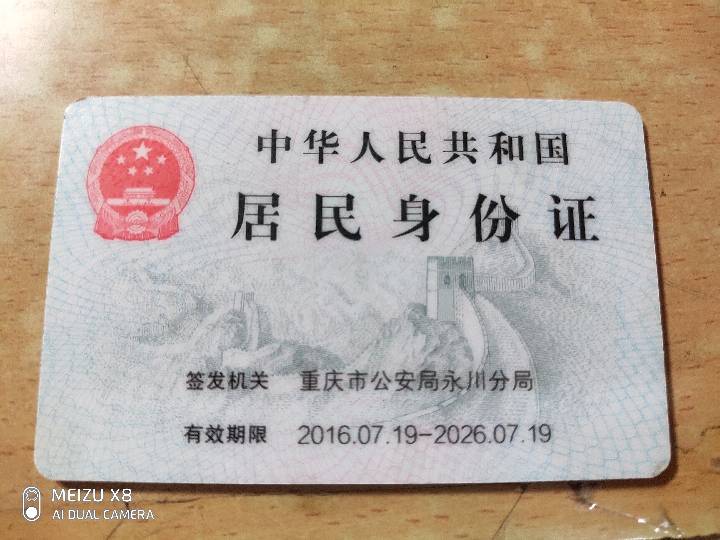 中华人民共和国
居民身份证
签发机关 重庆市公安局永川分局
有效期限 2016.07.19-2026.07.19
MEIZU X8
AI DUAL CAMERA